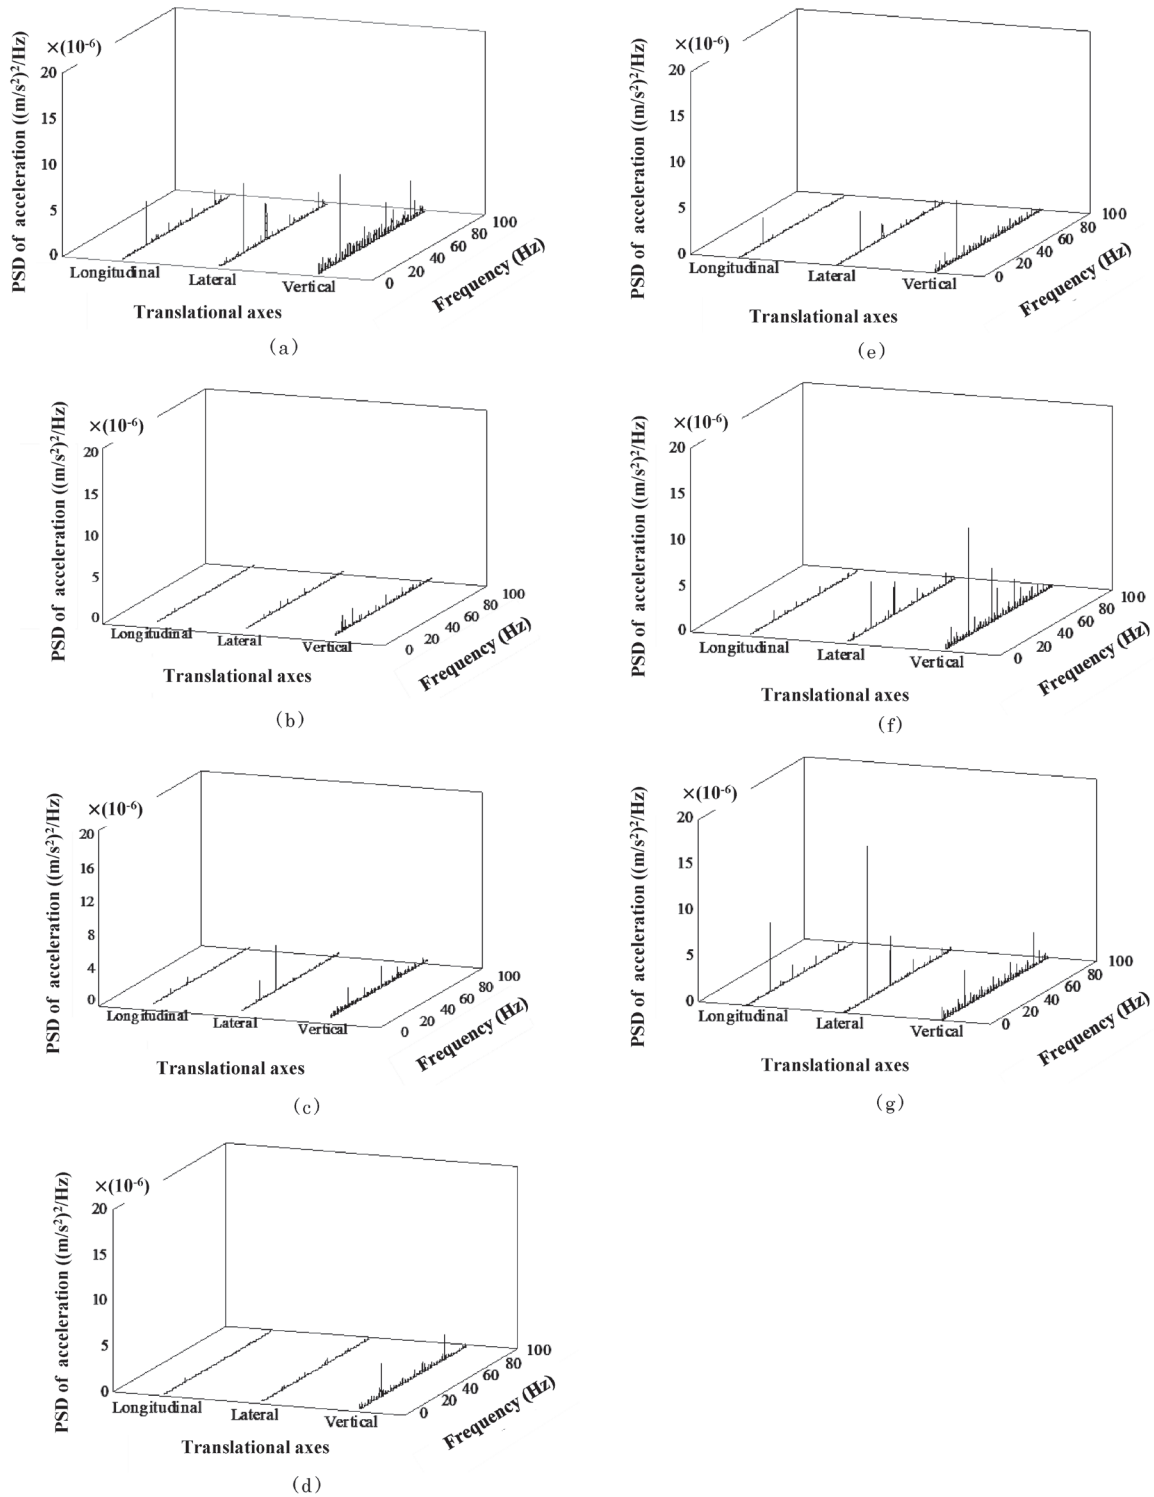 PSD of acceleration ((m/s²)²/Hz)
×(10⁻⁶)
20
15
10
5
0
Longitudinal
Lateral
Vertical
0
20
40
60
80
100
Frequency (Hz)
Translational axes
(a)
PSD of acceleration ((m/s²)²/Hz)
×(10⁻⁶)
20
15
10
5
0
Longitudinal
Lateral
Vertical
0
20
40
60
80
100
Frequency (Hz)
Translational axes
(e)
PSD of acceleration ((m/s²)²/Hz)
×(10⁻⁶)
20
15
10
5
0
Longitudinal
Lateral
Vertical
0
20
40
60
80
100
Frequency (Hz)
Translational axes
(b)
PSD of acceleration ((m/s²)²/Hz)
×(10⁻⁶)
20
15
10
5
0
Longitudinal
Lateral
Vertical
0
20
40
60
80
100
Frequency (Hz)
Translational axes
(f)
PSD of acceleration ((m/s²)²/Hz)
×(10⁻⁶)
20
16
12
8
4
0
Longitudinal
Lateral
Vertical
0
20
40
60
80
100
Frequency (Hz)
Translational axes
(c)
PSD of acceleration ((m/s²)²/Hz)
×(10⁻⁶)
20
15
10
5
0
Longitudinal
Lateral
Vertical
0
20
40
60
80
100
Frequency (Hz)
Translational axes
(g)
PSD of acceleration ((m/s²)²/Hz)
×(10⁻⁶)
20
15
10
5
0
Longitudinal
Lateral
Vertical
0
20
40
60
80
100
Frequency (Hz)
Translational axes
(d)